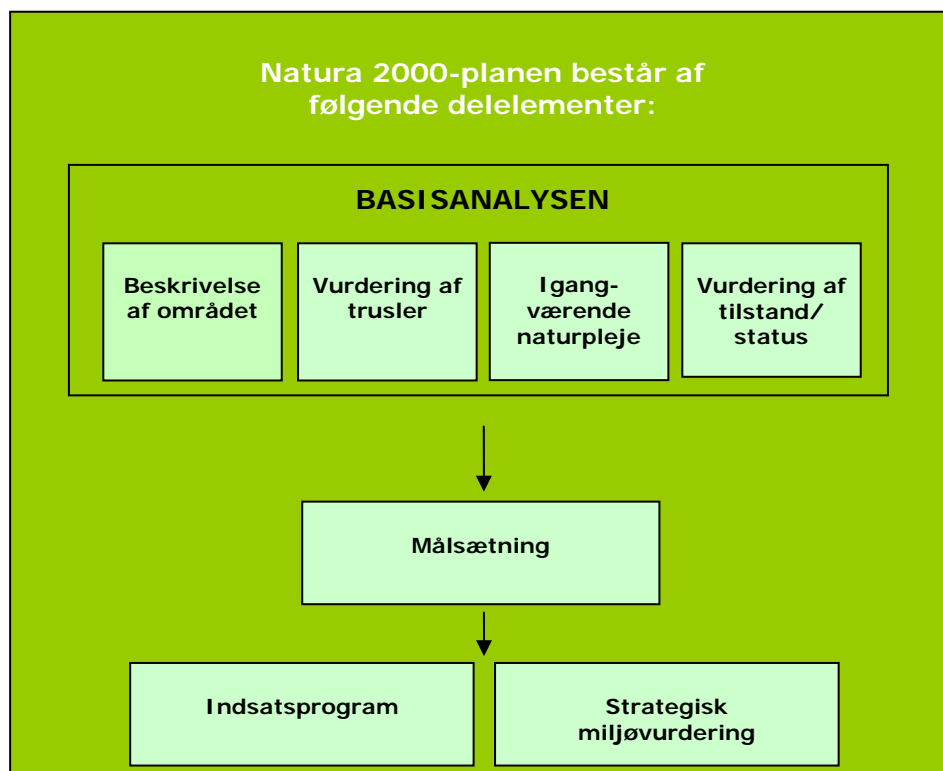 Natura 2000-planen består af
følgende delelementer:
BASISANALYSEN
Beskrivelse
af området
Vurdering af
trusler
Igang-
værende
naturpleje
Vurdering af
tilstand/
status
Målsætning
Indsatsprogram
Strategisk
miljøvurdering